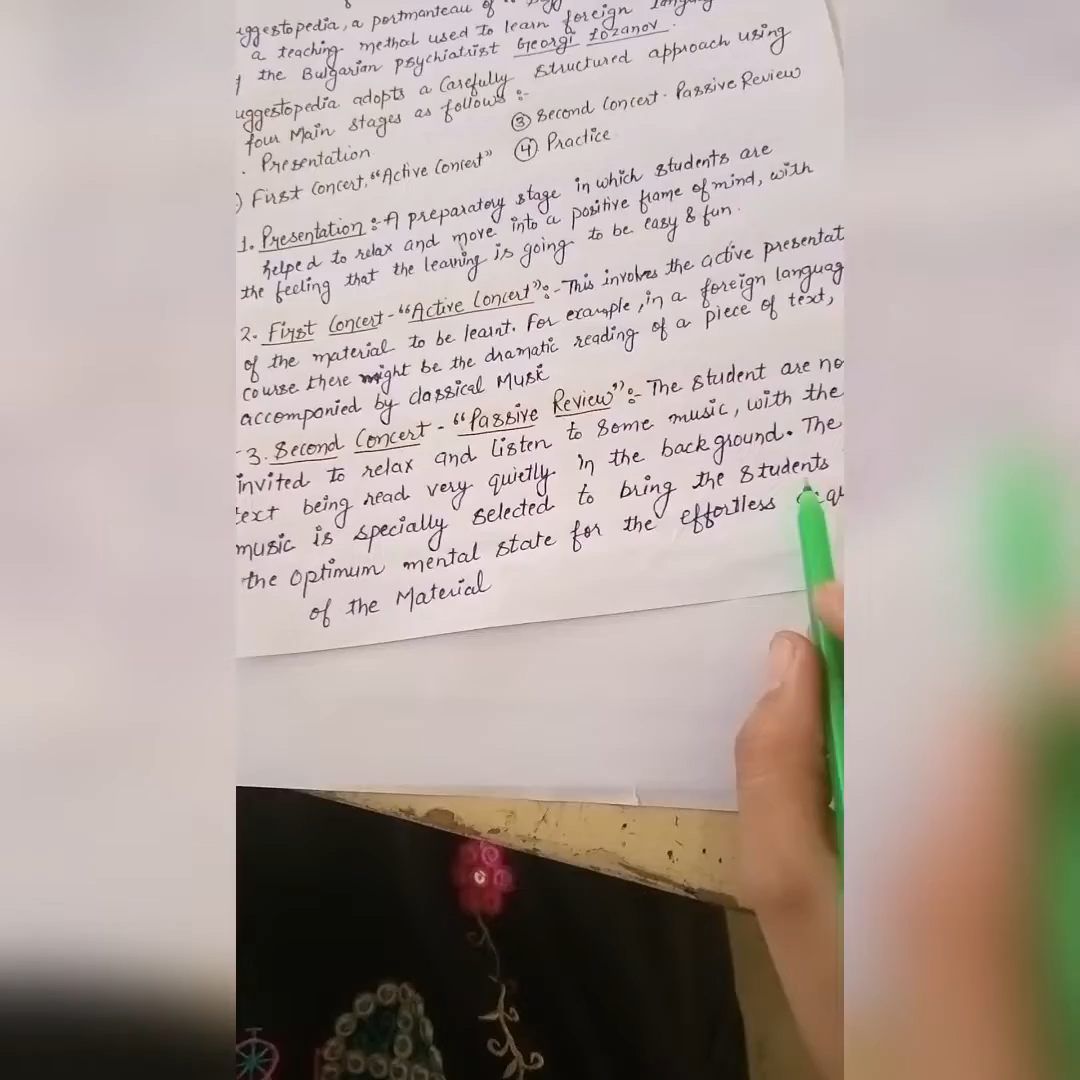 uggestopedia, a portmanteau of
a teaching method used to learn foreign
the Bulgarian psychiatrist Georgi Lozanov.
uggestopedia adopts a Carefully structured approach using
four Main stages as follows :-
. Presentation
③ Second Concert - Passive Review
) First Concert, "Active Concert"
④ Practice
1. Presentation :- A preparatory stage in which students are
helped to relax and move into a positive frame of mind, with
the feeling that the learning is going to be easy & fun.
2. First Concert - "Active Concert" :- This involves the active presentat
of the material to be learnt. For example, in a foreign languag
course there might be the dramatic reading of a piece of text,
accomponied by classical Music
3. Second Concert - "Passive Review" :- The student are no
invited to relax and listen to some music, with the
text being read very quietly in the background. The
music is specially selected to bring the students
the optimum mental state for the effortless
of the Material